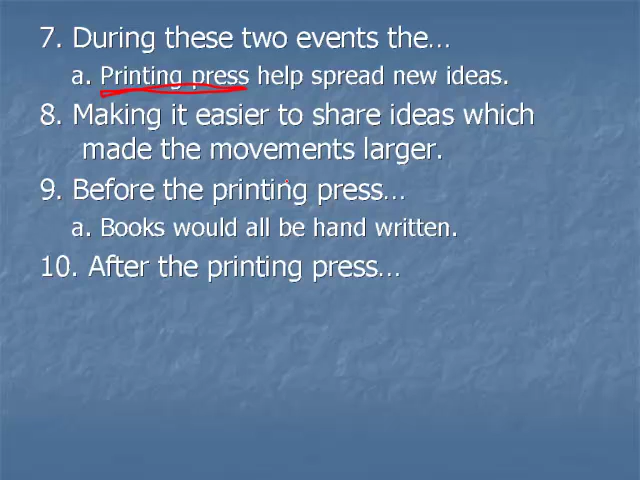 7. During these two events the…
a. Printing press help spread new ideas.
8. Making it easier to share ideas which
made the movements larger.
9. Before the printing press…
a. Books would all be hand written.
10. After the printing press…